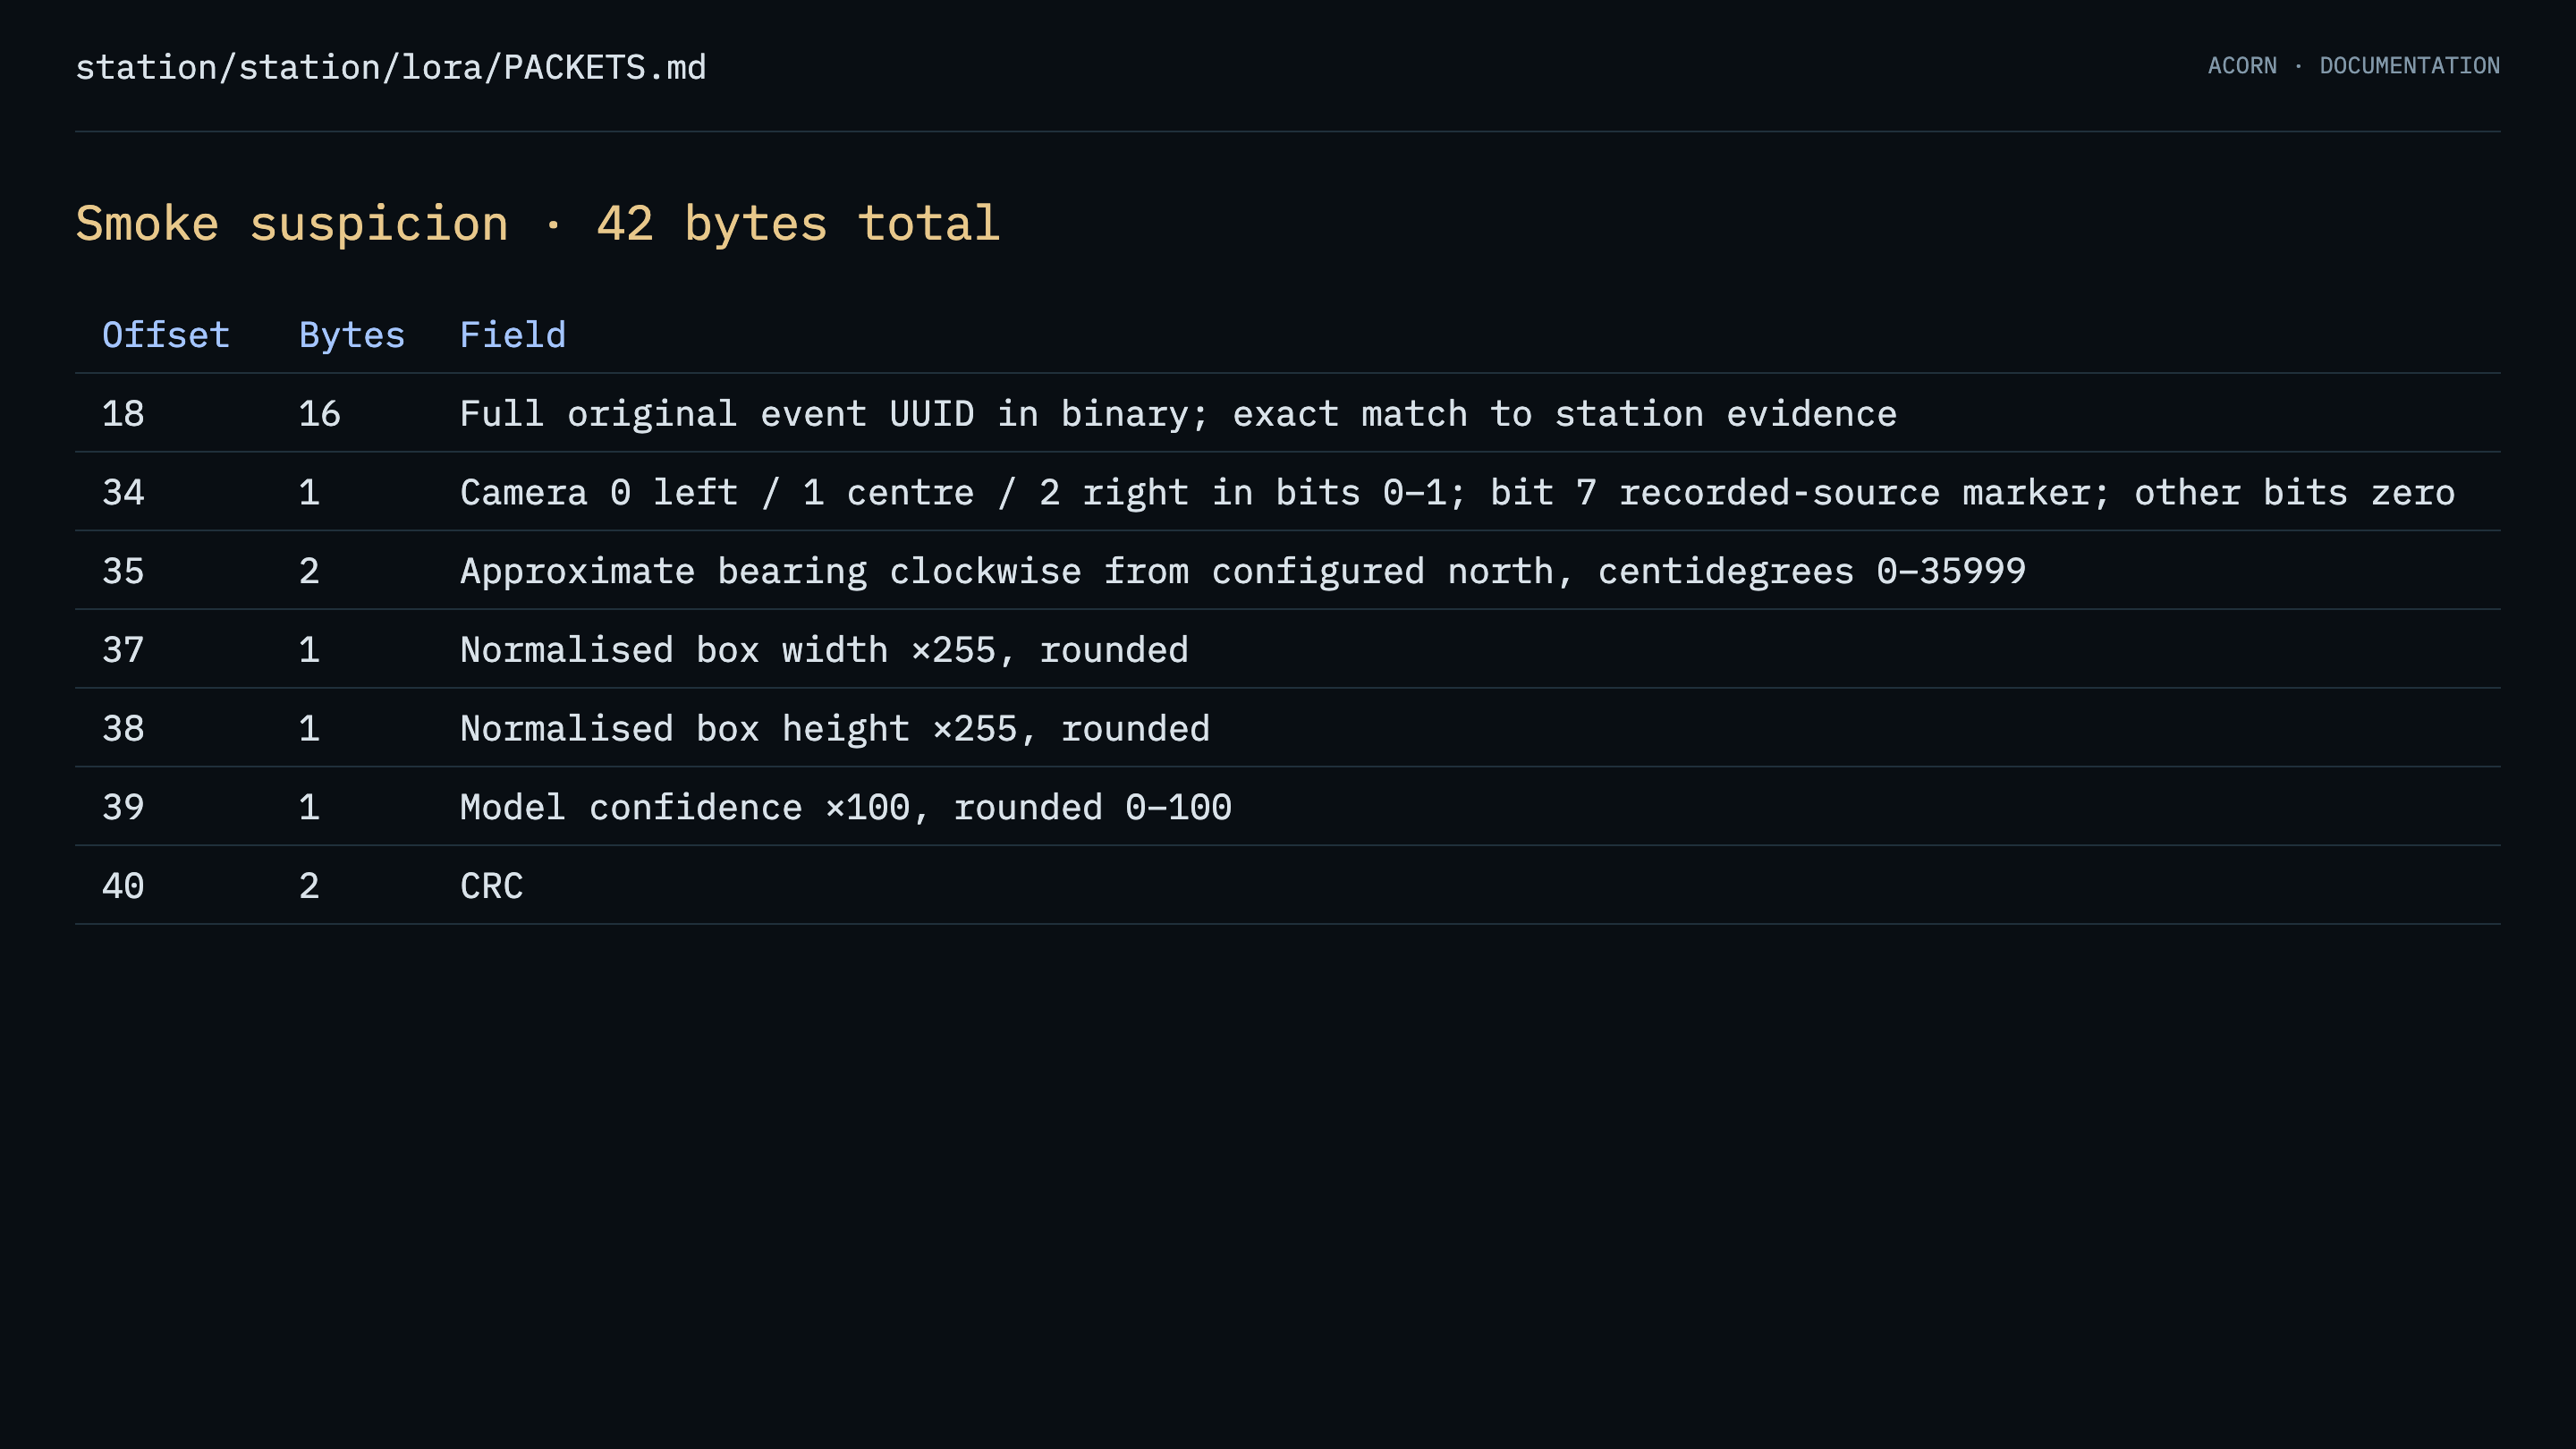 station/station/lora/PACKETS.md
ACORN · DOCUMENTATION
Smoke suspicion · 42 bytes total
Offset Bytes Field
18 16 Full original event UUID in binary; exact match to station evidence
34 1 Camera 0 left / 1 centre / 2 right in bits 0–1; bit 7 recorded-source marker; other bits zero
35 2 Approximate bearing clockwise from configured north, centidegrees 0–35999
37 1 Normalised box width ×255, rounded
38 1 Normalised box height ×255, rounded
39 1 Model confidence ×100, rounded 0–100
40 2 CRC